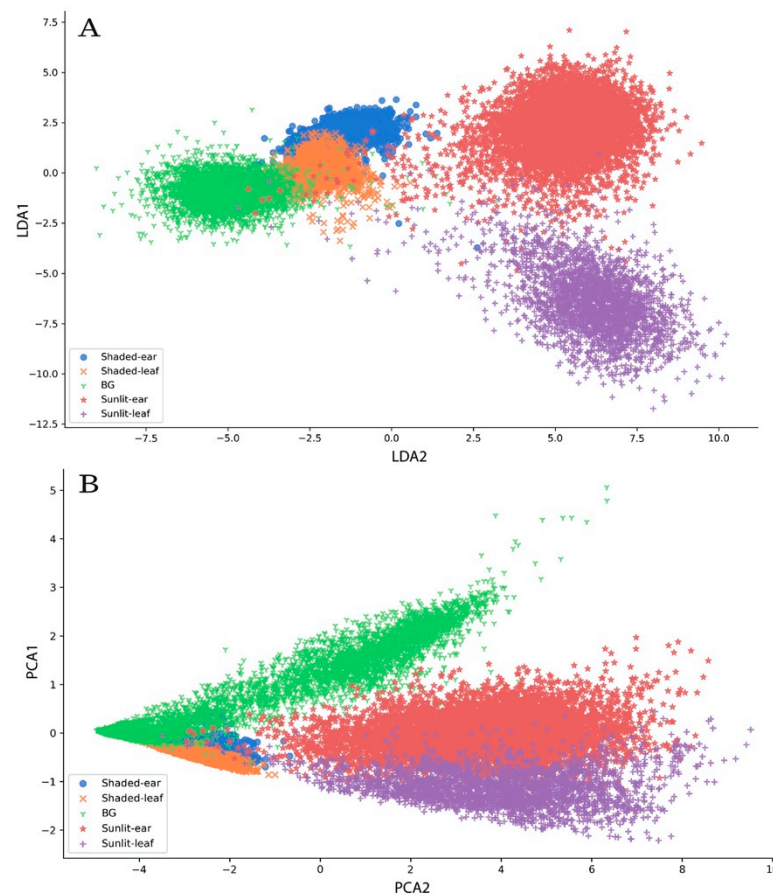 A
7.5
5.0
2.5
0.0
−2.5
−5.0
−7.5
−10.0
−12.5
LDA1
Shaded-ear
Shaded-leaf
BG
Sunlit-ear
Sunlit-leaf
−7.5 −5.0 −2.5 0.0 2.5 5.0 7.5 10.0
LDA2
B
5
4
3
2
1
0
−1
−2
PCA1
Shaded-ear
Shaded-leaf
BG
Sunlit-ear
Sunlit-leaf
−4 −2 0 2 4 6 8 10
PCA2